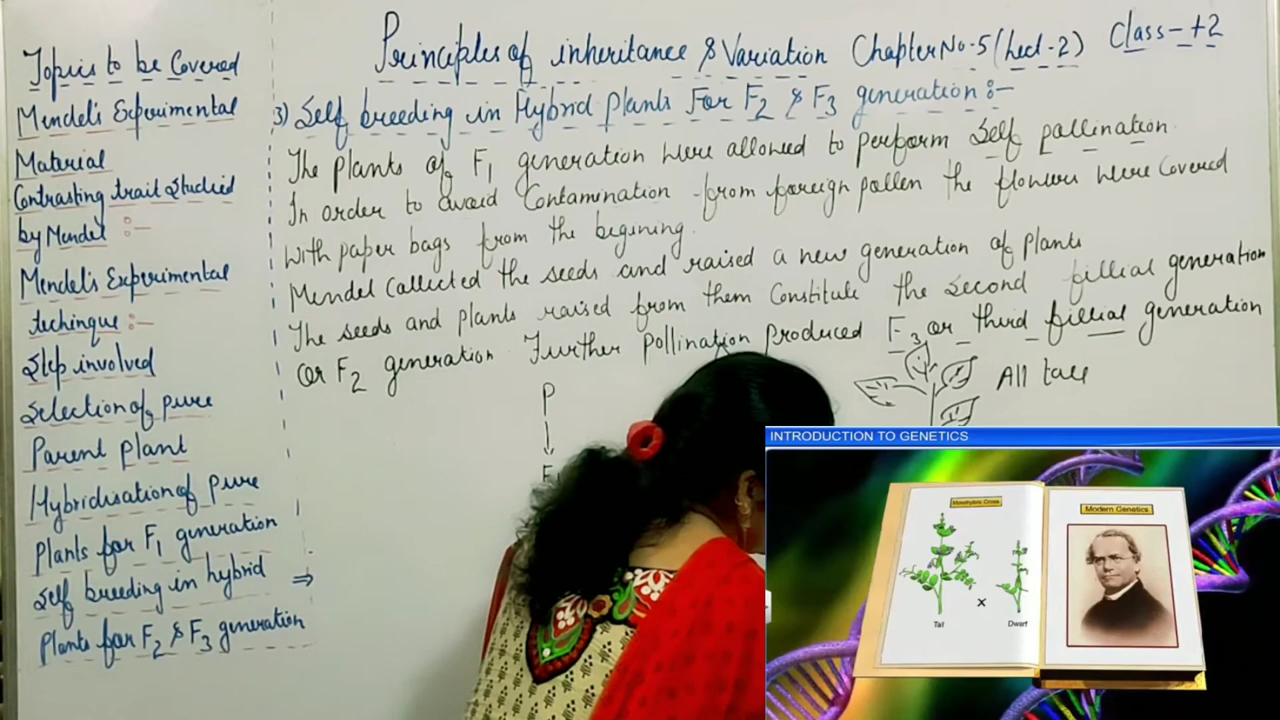 Principles of inheritance & Variation Chapter No-5 (Lect-2) Class-+2
Topics to be Covered
Mendel's Experimental
Material
Contrasting trait studied
by Mendel :-
Mendel's Experimental
techinque :-
Step involved
Selection of pure
Parent plant
Hybridisation of pure
plants for F1 generation
Self breeding in hybrid ⇒
plants for F2 & F3 generation
3) Self breeding in Hybrid plants For F2 & F3 generation :-
The plants of F1 generation were allowed to perform self pollination
In order to avoid Contamination from foreign pollen the flowers were covered
with paper bags from the begining.
Mendel Collected the seeds and raised a new generation of plants
The seeds and plants raised from them Constitute the second fillial generation
or F2 generation. Further pollination produced F3 or third fillial generation
P
All tall
INTRODUCTION TO GENETICS
Monohybrid Cross
x
Tall
Dwarf
Modern Genetics